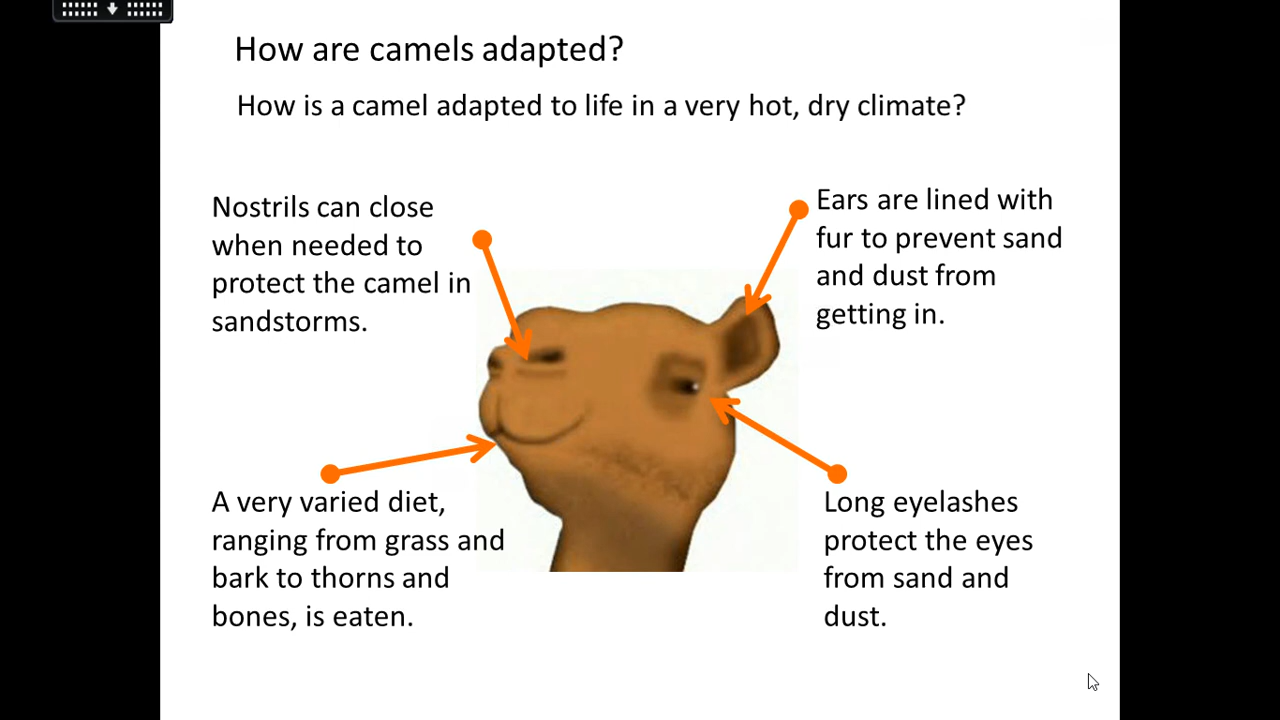 How are camels adapted?
How is a camel adapted to life in a very hot, dry climate?
Nostrils can close
when needed to
protect the camel in
sandstorms.
Ears are lined with
fur to prevent sand
and dust from
getting in.
A very varied diet,
ranging from grass and
bark to thorns and
bones, is eaten.
Long eyelashes
protect the eyes
from sand and
dust.